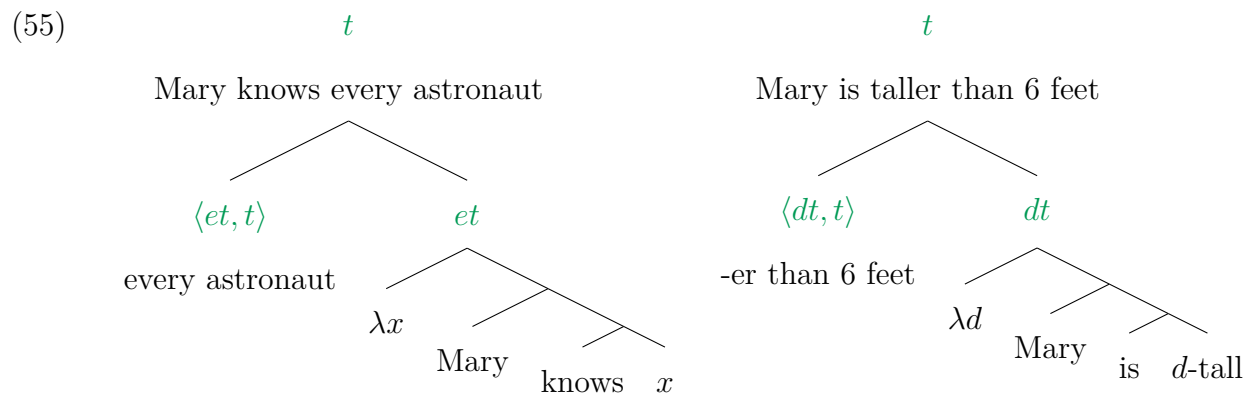 (55) t t
Mary knows every astronaut Mary is taller than 6 feet
⟨et, t⟩ et ⟨dt, t⟩ dt
every astronaut -er than 6 feet
λx λd
Mary Mary
knows x is d-tall